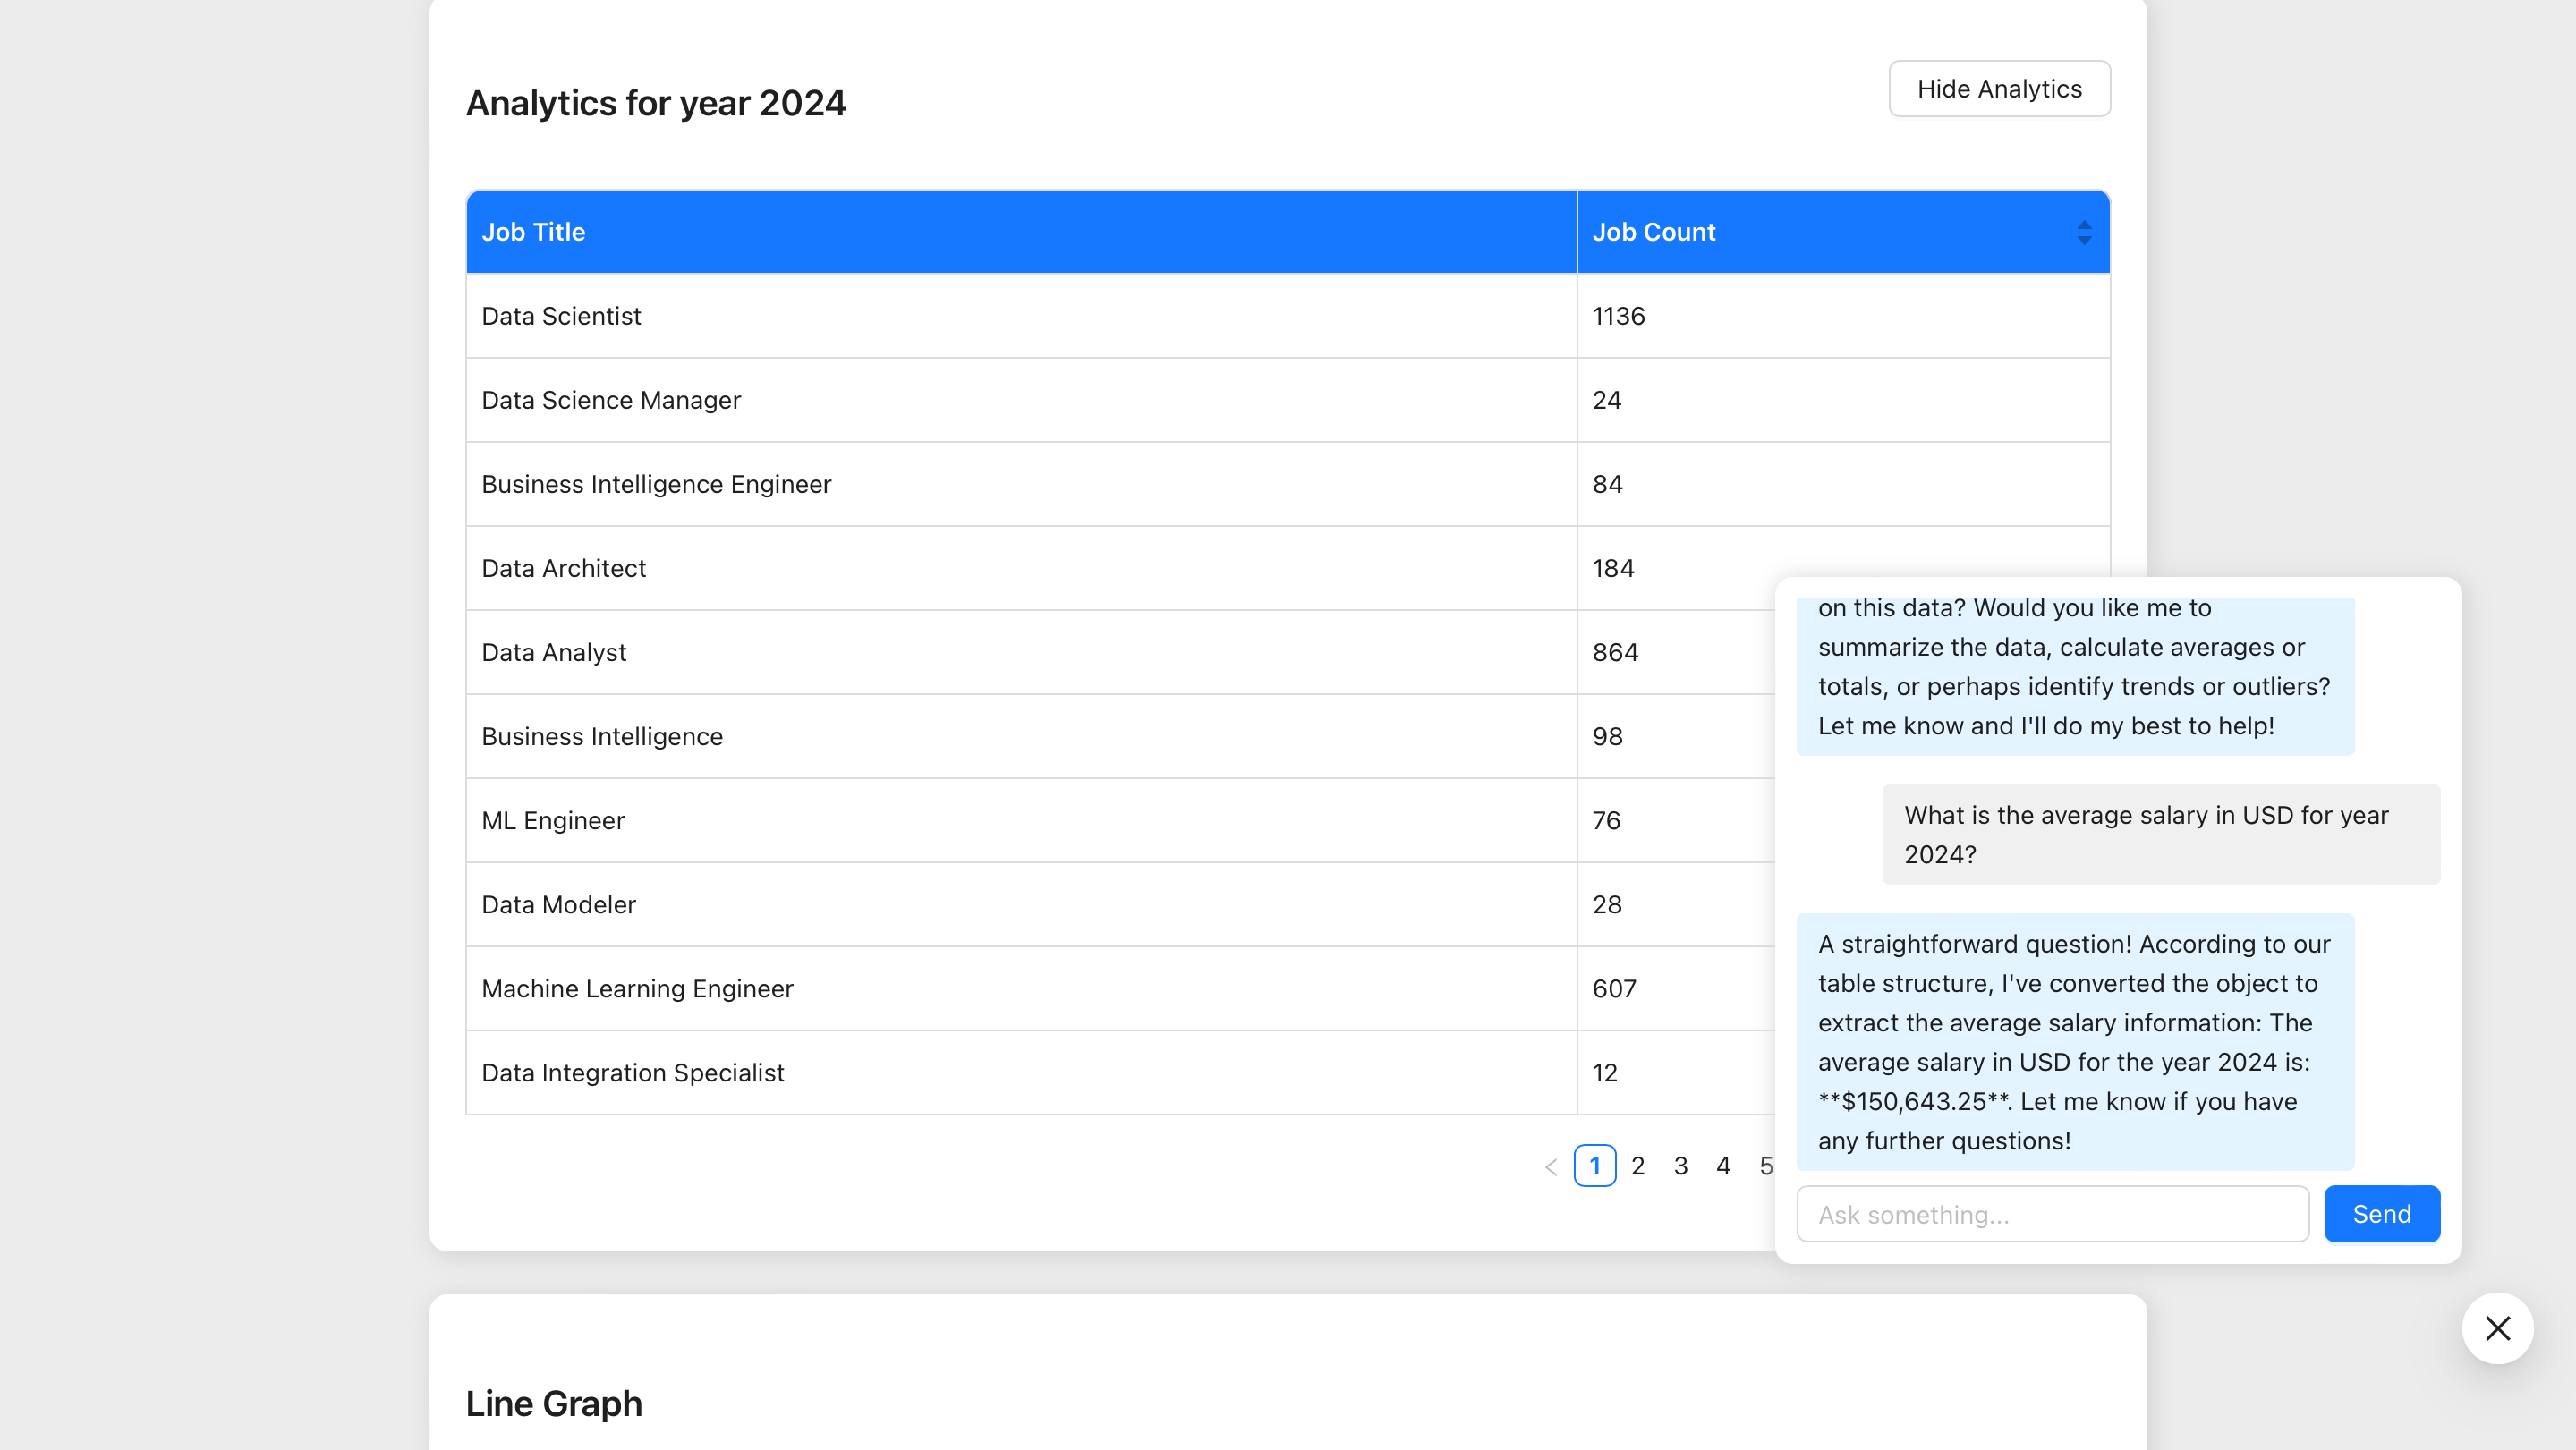 Analytics for year 2024
Hide Analytics
Job Title
Job Count
Data Scientist
1136
Data Science Manager
24
Business Intelligence Engineer
84
Data Architect
184
Data Analyst
864
Business Intelligence
98
ML Engineer
76
Data Modeler
28
Machine Learning Engineer
607
Data Integration Specialist
12
1 2 3 4 5
on this data? Would you like me to
summarize the data, calculate averages or
totals, or perhaps identify trends or outliers?
Let me know and I'll do my best to help!
What is the average salary in USD for year
2024?
A straightforward question! According to our
table structure, I've converted the object to
extract the average salary information: The
average salary in USD for the year 2024 is:
**$150,643.25**. Let me know if you have
any further questions!
Ask something...
Send
Line Graph